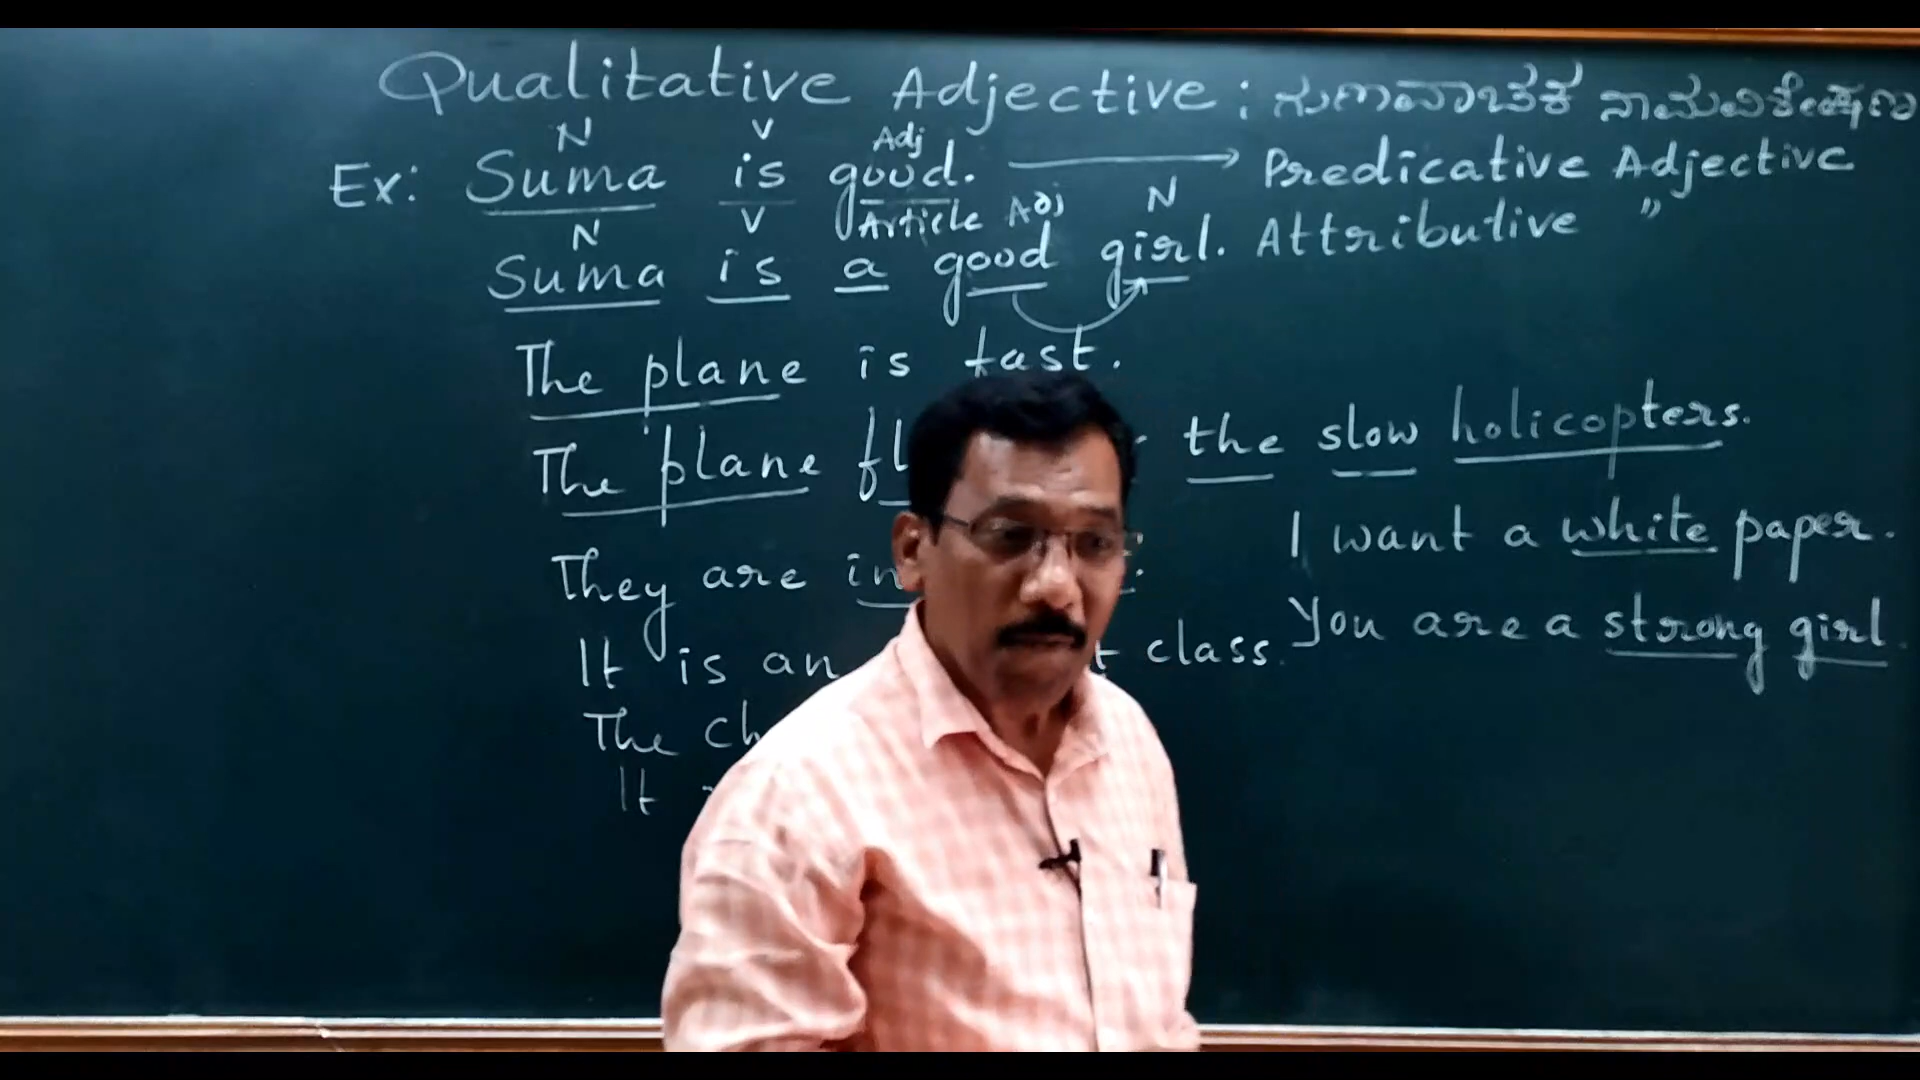 Qualitative Adjective : ಗುಣವಾಚಕ ನಾಮವಿಶೇಷಣ
N V Adj
Ex: Suma is good. → Predicative Adjective
N V Article Adj N
Suma is a good girl. Attributive "
The plane is fast.
The plane the slow holicopters.
They are
I want a white paper.
It is an class.
You are a strong girl.
The
It